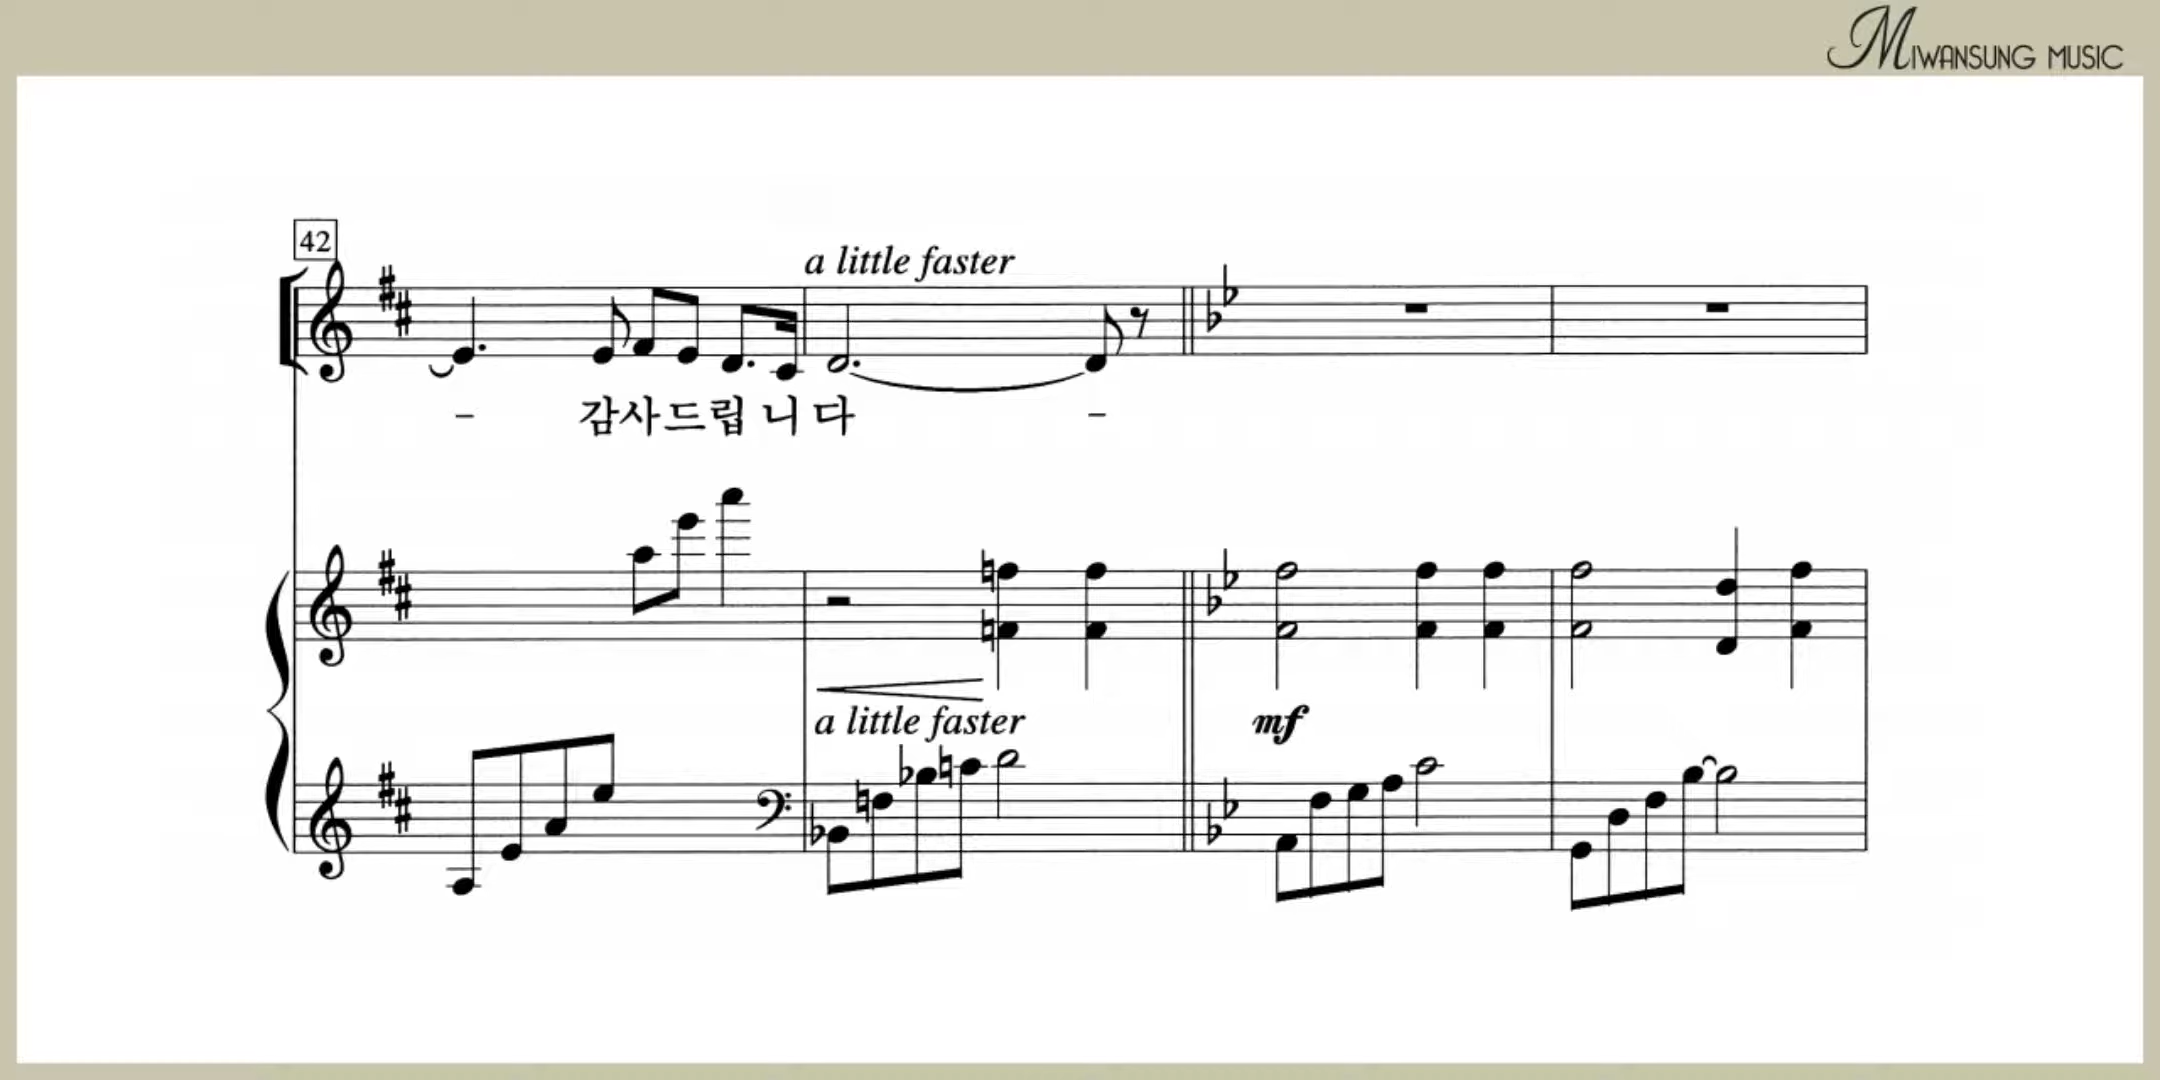 MIWANSUNG MUSIC
42
a little faster
- 감사드립 니 다 -
a little faster
mf